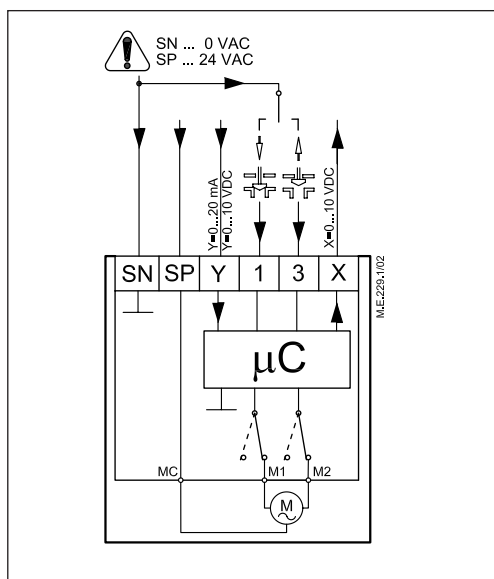 SN ... 0 VAC
SP ... 24 VAC
Y=0...20 mA
Y=0...10 VDC
X=0...10 VDC
SN SP Y 1 3 X
M.E.229.1/02
µC
MC M1 M2
M